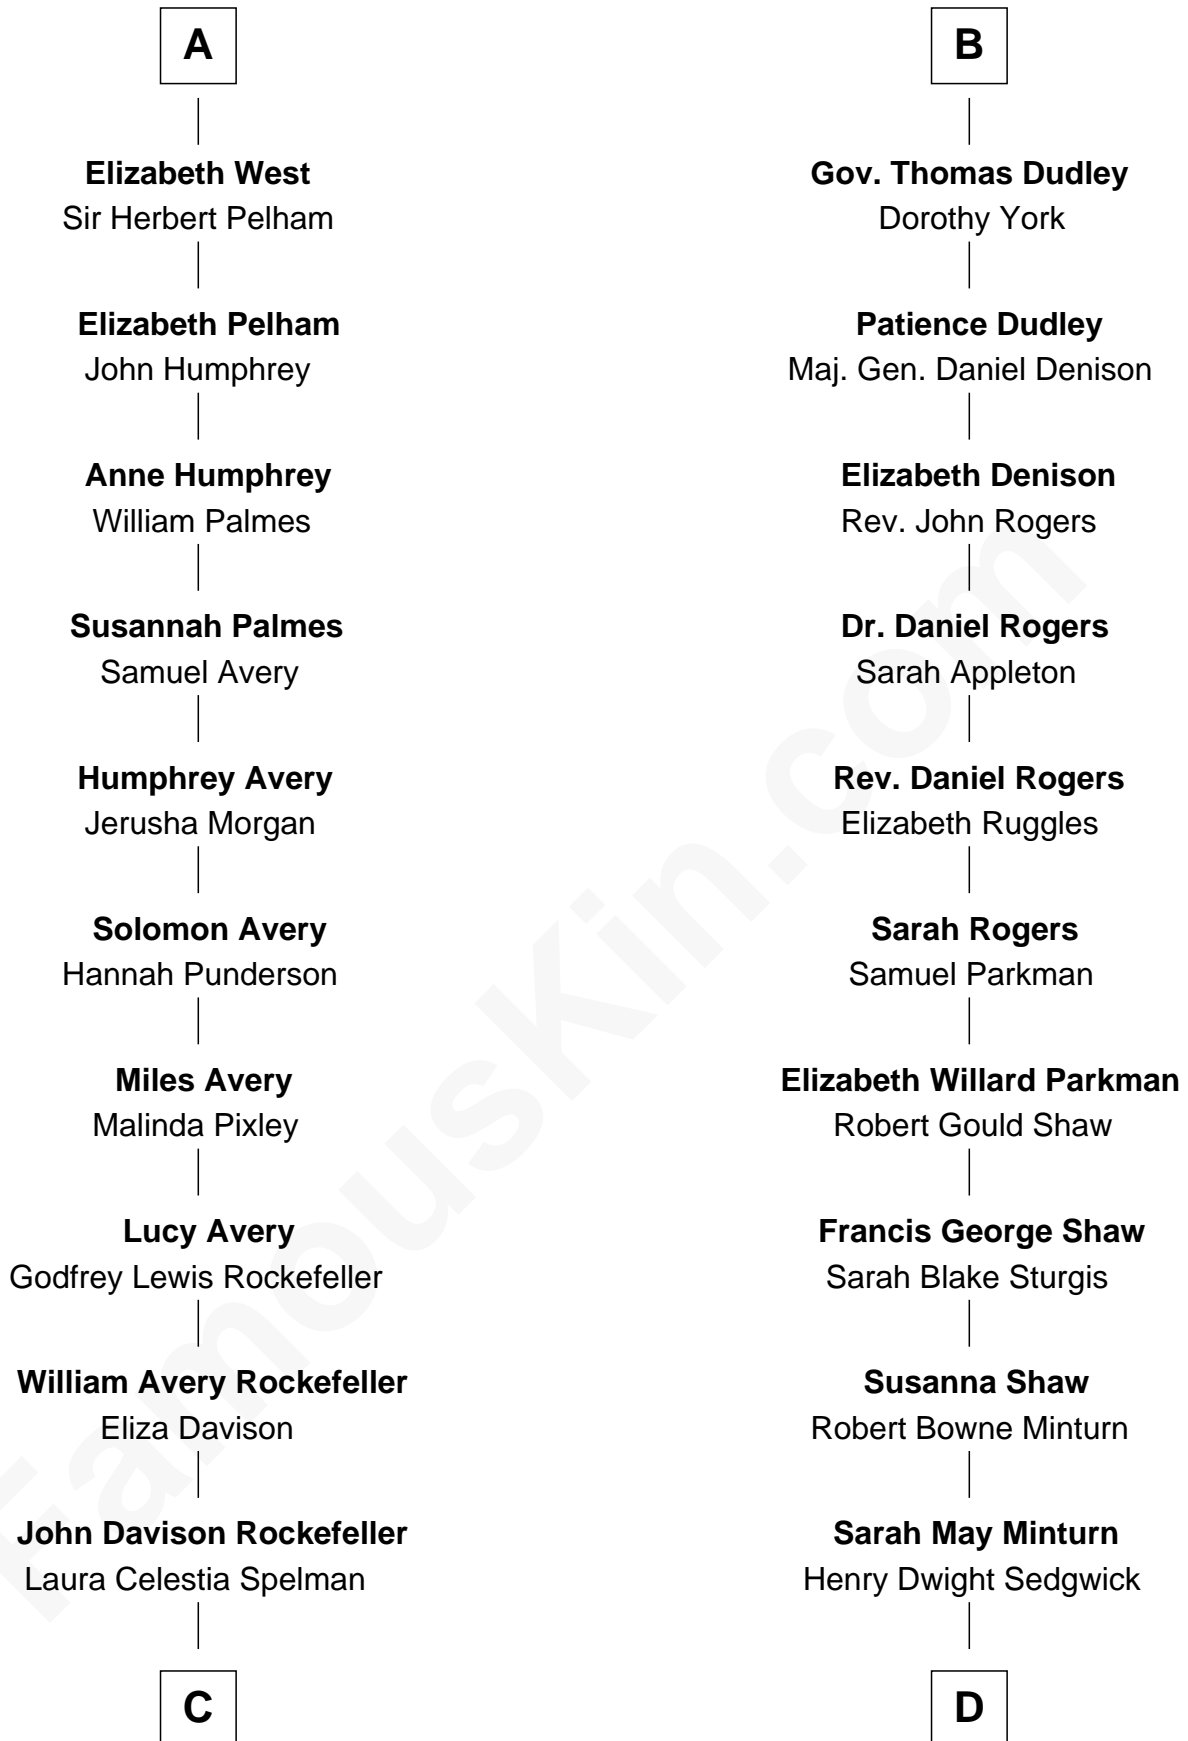 A
Elizabeth West
Sir Herbert Pelham
Elizabeth Pelham
John Humphrey
Anne Humphrey
William Palmes
Susannah Palmes
Samuel Avery
Humphrey Avery
Jerusha Morgan
Solomon Avery
Hannah Punderson
Miles Avery
Malinda Pixley
Lucy Avery
Godfrey Lewis Rockefeller
William Avery Rockefeller
Eliza Davison
John Davison Rockefeller
Laura Celestia Spelman
C
B
Gov. Thomas Dudley
Dorothy York
Patience Dudley
Maj. Gen. Daniel Denison
Elizabeth Denison
Rev. John Rogers
Dr. Daniel Rogers
Sarah Appleton
Rev. Daniel Rogers
Elizabeth Ruggles
Sarah Rogers
Samuel Parkman
Elizabeth Willard Parkman
Robert Gould Shaw
Francis George Shaw
Sarah Blake Sturgis
Susanna Shaw
Robert Bowne Minturn
Sarah May Minturn
Henry Dwight Sedgwick
D
FamousKin.com